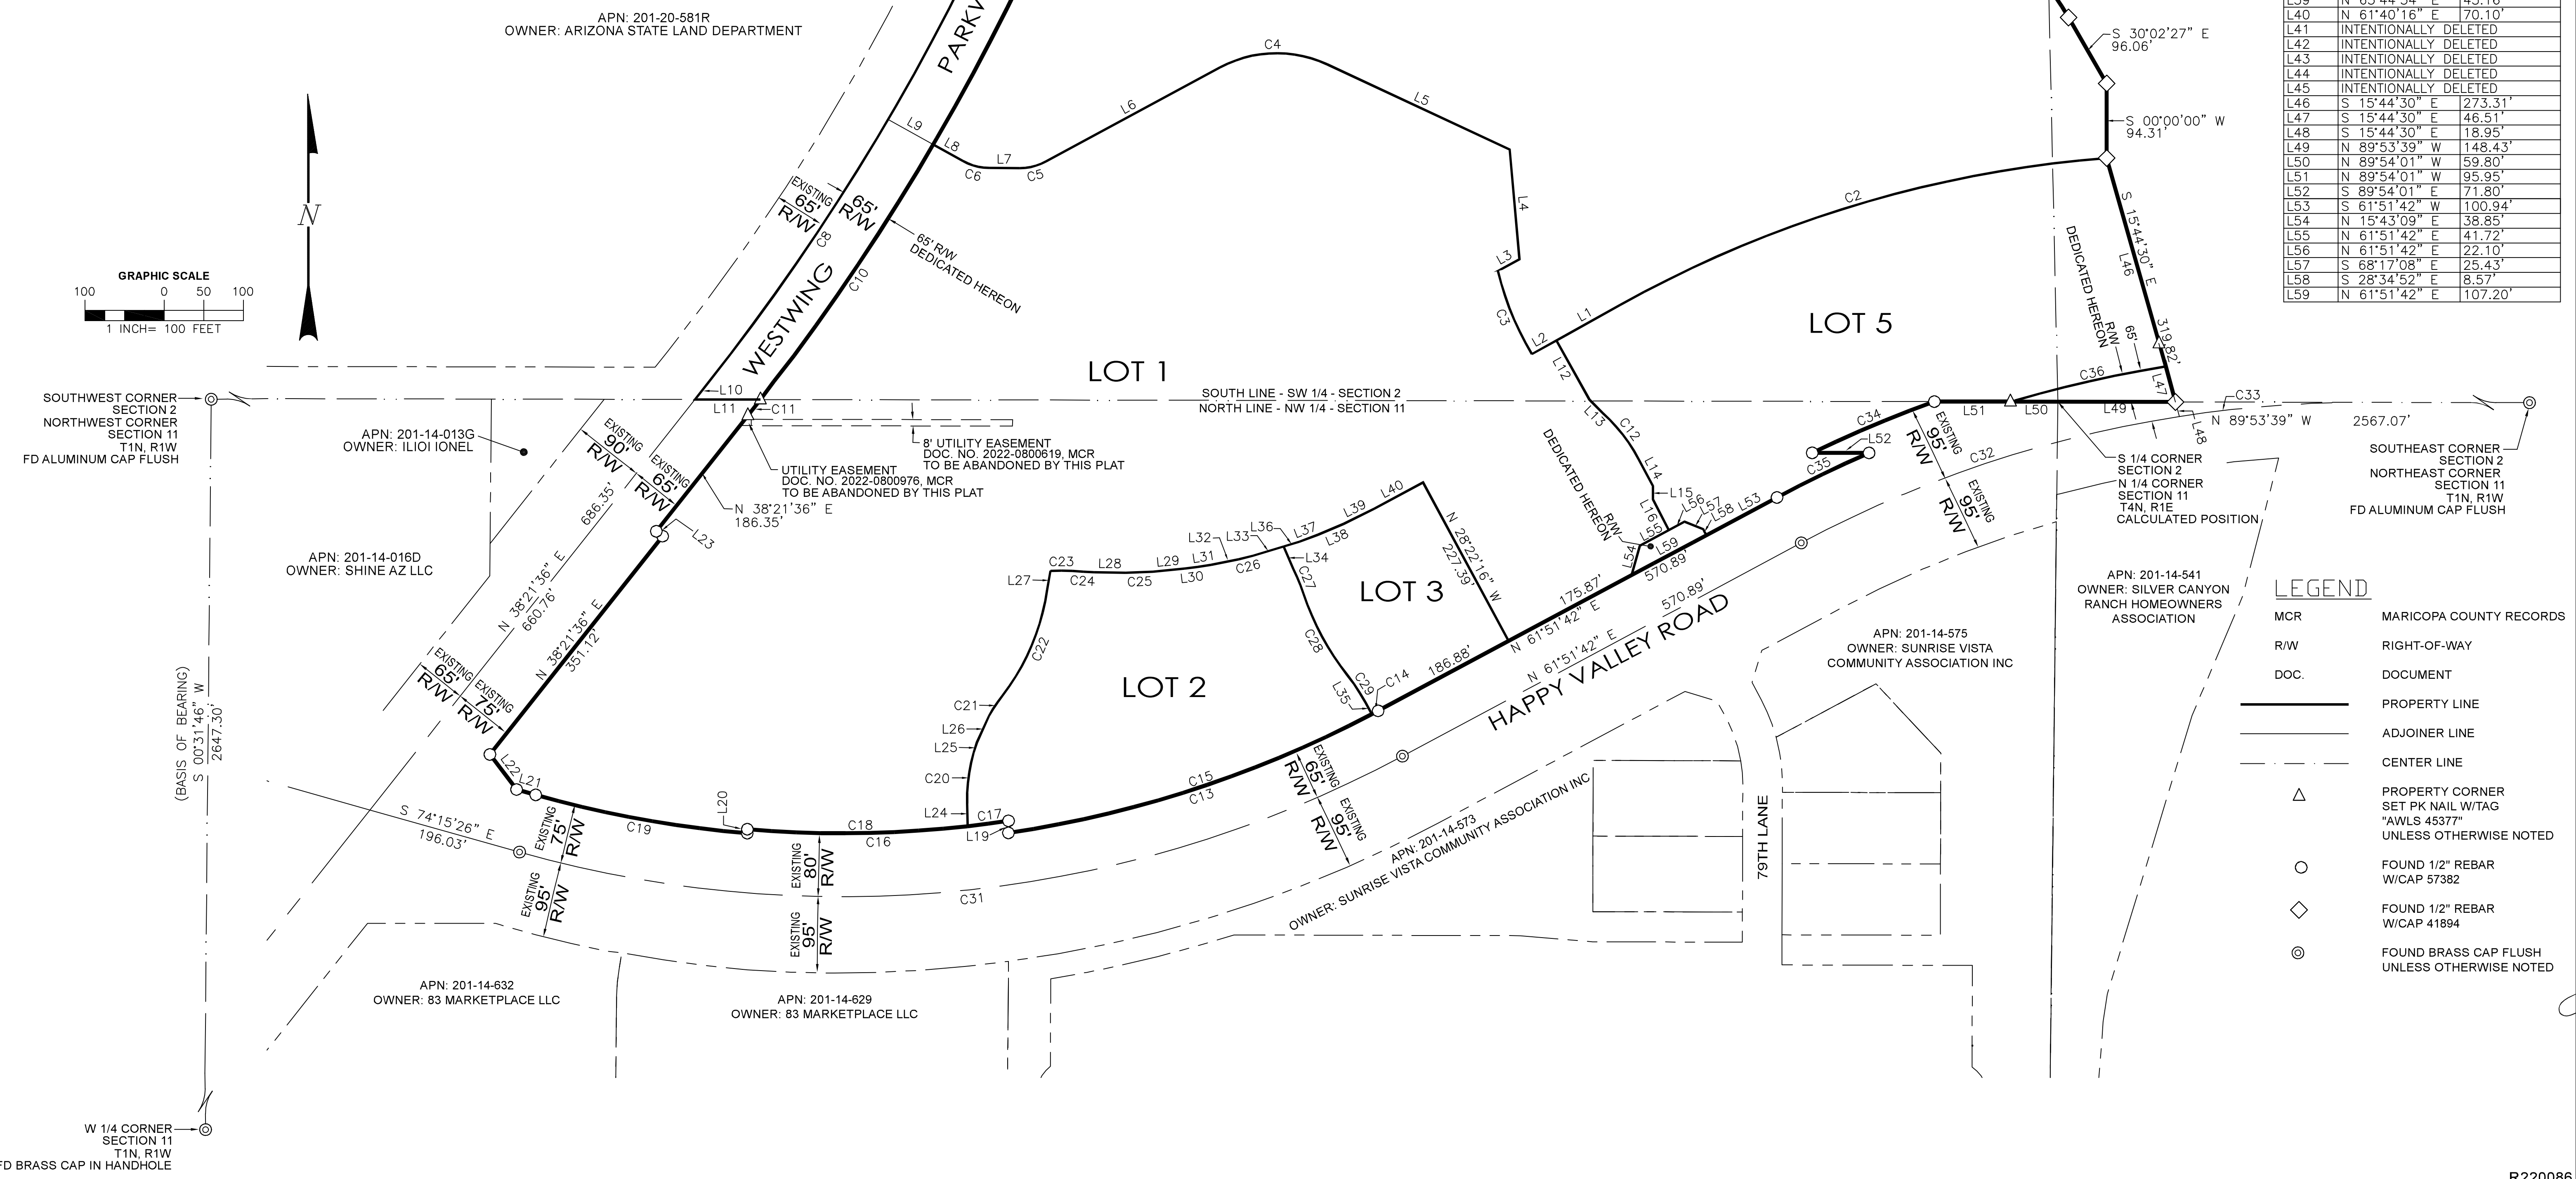 APN: 201-20-581R
OWNER: ARIZONA STATE LAND DEPARTMENT
N
GRAPHIC SCALE
100 0 50 100
1 INCH= 100 FEET
SOUTHWEST CORNER
SECTION 2
NORTHWEST CORNER
SECTION 11
T1N, R1W
FD ALUMINUM CAP FLUSH
APN: 201-14-013G
OWNER: ILIOI IONEL
APN: 201-14-016D
OWNER: SHINE AZ LLC
(BASIS OF BEARING)
S 00°31'46" W
2647.30'
W 1/4 CORNER
SECTION 11
T1N, R1W
FD BRASS CAP IN HANDHOLE
WESTWING
EXISTING
65'
R/W
65'
R/W
65' R/W
DEDICATED HEREON
C8
C10
L9
L8
C6
L7
C5
L6
C4
L5
L4
L3
C3
L2
L1
C2
L10
L11
C11
EXISTING
90'
R/W
EXISTING
65'
R/W
8' UTILITY EASEMENT
DOC. NO. 2022-0800619, MCR
TO BE ABANDONED BY THIS PLAT
UTILITY EASEMENT
DOC. NO. 2022-0800976, MCR
TO BE ABANDONED BY THIS PLAT
N 38°21'36" E
186.35'
686.35'
L23
N 38°21'36" E
660.76'
N 38°21'36" E
351.12'
EXISTING
65'
R/W
EXISTING
75'
R/W
L22
L21
S 74°15'26" E
196.03'
EXISTING
75'
R/W
EXISTING
95'
R/W
C19
L20
C18
C16
EXISTING
80'
R/W
EXISTING
95'
R/W
C31
L19
C17
L24
C20
L25
L26
C21
C22
L27
C23
C24
L28
C25
L29
L30
L31
L32
L33
C26
L36
L37
L38
L39
L40
L34
C27
C28
C29
L35
C14
C15
C13
EXISTING
65'
R/W
EXISTING
95'
R/W
LOT 1
SOUTH LINE - SW 1/4 - SECTION 2
NORTH LINE - NW 1/4 - SECTION 11
LOT 2
LOT 3
N 28°22'16" W
227.39'
186.88'
175.87'
N 61°51'42" E
570.89'
N 61°51'42" E
570.89'
HAPPY VALLEY ROAD
LOT 5
L12
L13
C12
L14
L15
L16
L56
L57
L58
L55
L54
L59
L53
DEDICATED HEREON
R/W
C34
L52
C35
L51
L50
L49
L48
C33
C36
L47
L46
EXISTING
95'
R/W
EXISTING
95'
R/W
C32
S 30°02'27" E
96.06'
S 00°00'00" W
94.31'
S 15°44'30" E
319.82'
DEDICATED HEREON
R/W
65'
N 89°53'39" W 2567.07'
S 1/4 CORNER
SECTION 2
N 1/4 CORNER
SECTION 11
T4N, R1E
CALCULATED POSITION
SOUTHEAST CORNER
SECTION 2
NORTHEAST CORNER
SECTION 11
T1N, R1W
FD ALUMINUM CAP FLUSH
APN: 201-14-541
OWNER: SILVER CANYON
RANCH HOMEOWNERS
ASSOCIATION
APN: 201-14-575
OWNER: SUNRISE VISTA
COMMUNITY ASSOCIATION INC
APN: 201-14-573
OWNER: SUNRISE VISTA COMMUNITY ASSOCIATION INC
79TH LANE
APN: 201-14-632
OWNER: 83 MARKETPLACE LLC
APN: 201-14-629
OWNER: 83 MARKETPLACE LLC
L40 N 61°40'16" E 70.10'
L41 INTENTIONALLY DELETED
L42 INTENTIONALLY DELETED
L43 INTENTIONALLY DELETED
L44 INTENTIONALLY DELETED
L45 INTENTIONALLY DELETED
L46 S 15°44'30" E 273.31'
L47 S 15°44'30" E 46.51'
L48 S 15°44'30" E 18.95'
L49 N 89°53'39" W 148.43'
L50 N 89°54'01" W 59.80'
L51 N 89°54'01" W 95.95'
L52 S 89°54'01" E 71.80'
L53 S 61°51'42" W 100.94'
L54 N 15°43'09" E 38.85'
L55 N 61°51'42" E 41.72'
L56 N 61°51'42" E 22.10'
L57 S 68°17'08" E 25.43'
L58 S 28°34'52" E 8.57'
L59 N 61°51'42" E 107.20'
LEGEND
MCR MARICOPA COUNTY RECORDS
R/W RIGHT-OF-WAY
DOC. DOCUMENT
PROPERTY LINE
ADJOINER LINE
CENTER LINE
PROPERTY CORNER
SET PK NAIL W/TAG
"AWLS 45377"
UNLESS OTHERWISE NOTED
FOUND 1/2" REBAR
W/CAP 57382
FOUND 1/2" REBAR
W/CAP 41894
FOUND BRASS CAP FLUSH
UNLESS OTHERWISE NOTED
R220086